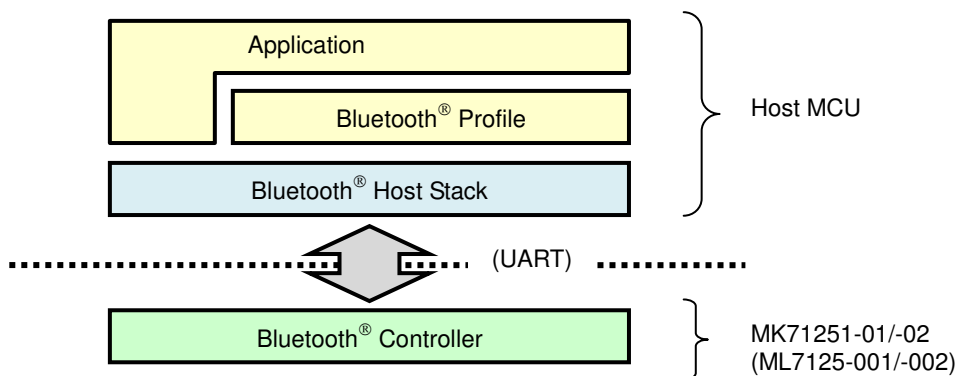 Application
Bluetooth® Profile
Host MCU
Bluetooth® Host Stack
(UART)
Bluetooth® Controller
MK71251-01/-02
(ML7125-001/-002)